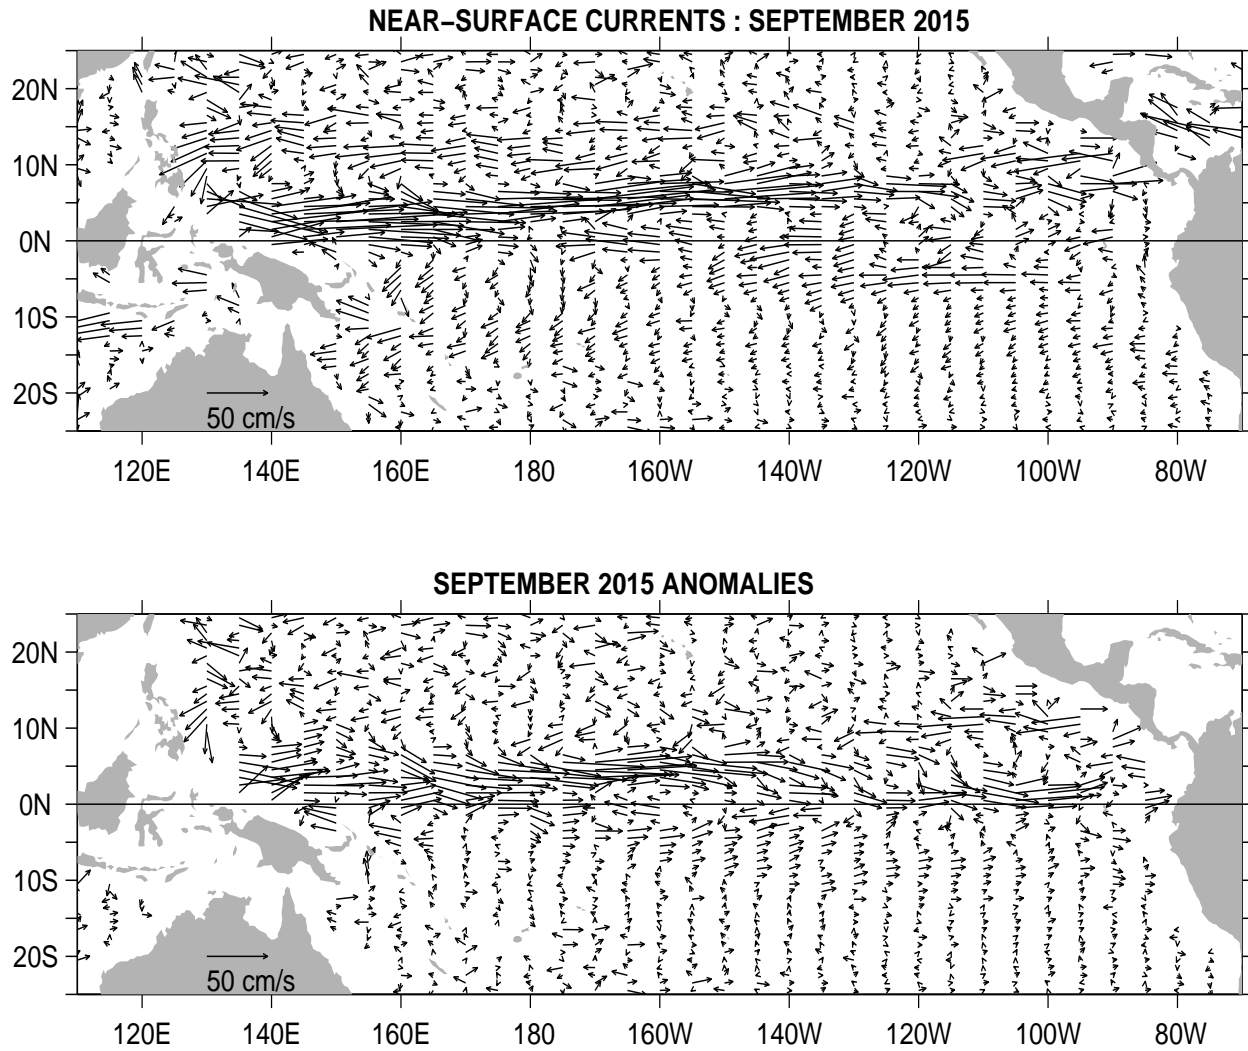 NEAR–SURFACE CURRENTS : SEPTEMBER 2015
20N
10N
0N
10S
20S
50 cm/s
120E 140E 160E 180 160W 140W 120W 100W 80W
SEPTEMBER 2015 ANOMALIES
20N
10N
0N
10S
20S
50 cm/s
120E 140E 160E 180 160W 140W 120W 100W 80W